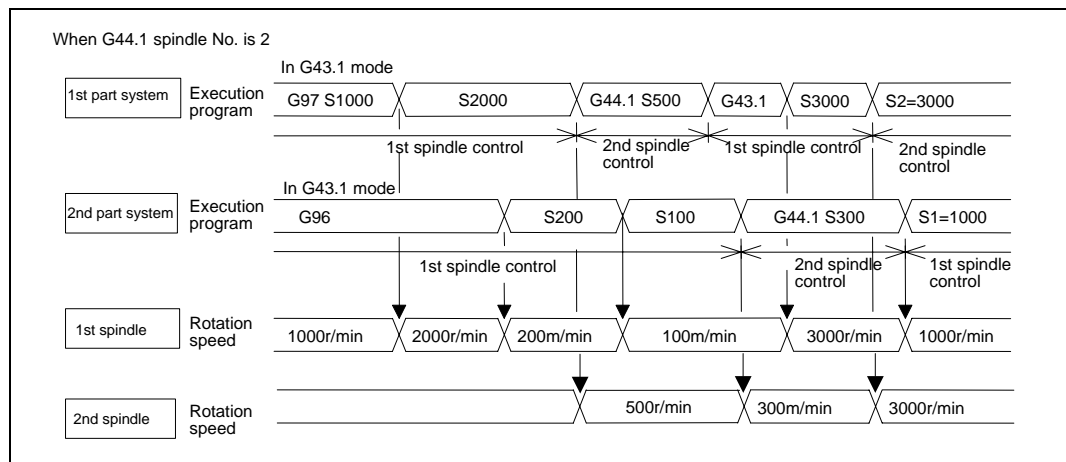 When G44.1 spindle No. is 2
In G43.1 mode
1st part system
Execution program
G97 S1000
S2000
G44.1 S500
G43.1
S3000
S2=3000
1st spindle control
2nd spindle control
1st spindle control
2nd spindle control
In G43.1 mode
2nd part system
Execution program
G96
S200
S100
G44.1 S300
S1=1000
1st spindle control
2nd spindle control
1st spindle control
1st spindle
Rotation speed
1000r/min
2000r/min
200m/min
100m/min
3000r/min
1000r/min
2nd spindle
Rotation speed
500r/min
300m/min
3000r/min